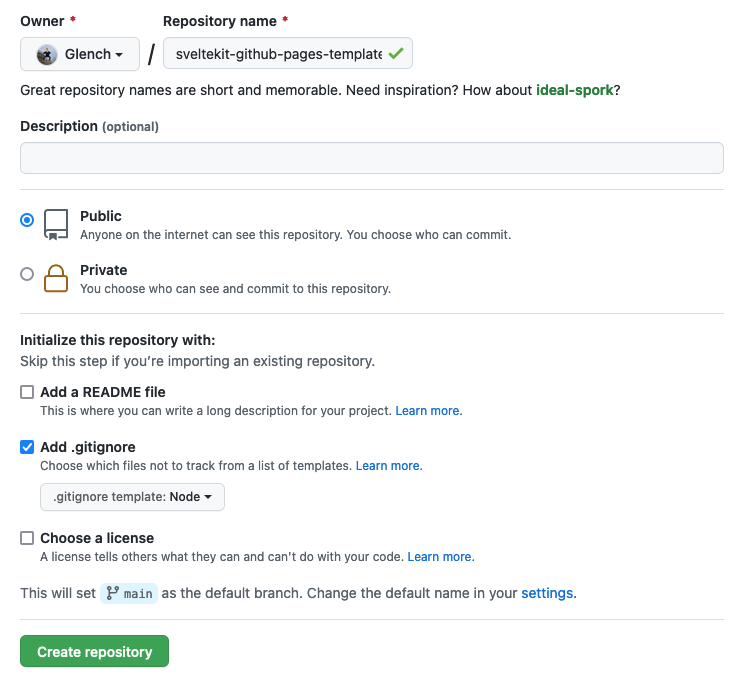 Owner * Repository name *
Glench / sveltekit-github-pages-template
Great repository names are short and memorable. Need inspiration? How about ideal-spork?
Description (optional)
Public
Anyone on the internet can see this repository. You choose who can commit.
Private
You choose who can see and commit to this repository.
Initialize this repository with:
Skip this step if you’re importing an existing repository.
Add a README file
This is where you can write a long description for your project. Learn more.
Add .gitignore
Choose which files not to track from a list of templates. Learn more.
.gitignore template: Node
Choose a license
A license tells others what they can and can't do with your code. Learn more.
This will set main as the default branch. Change the default name in your settings.
Create repository